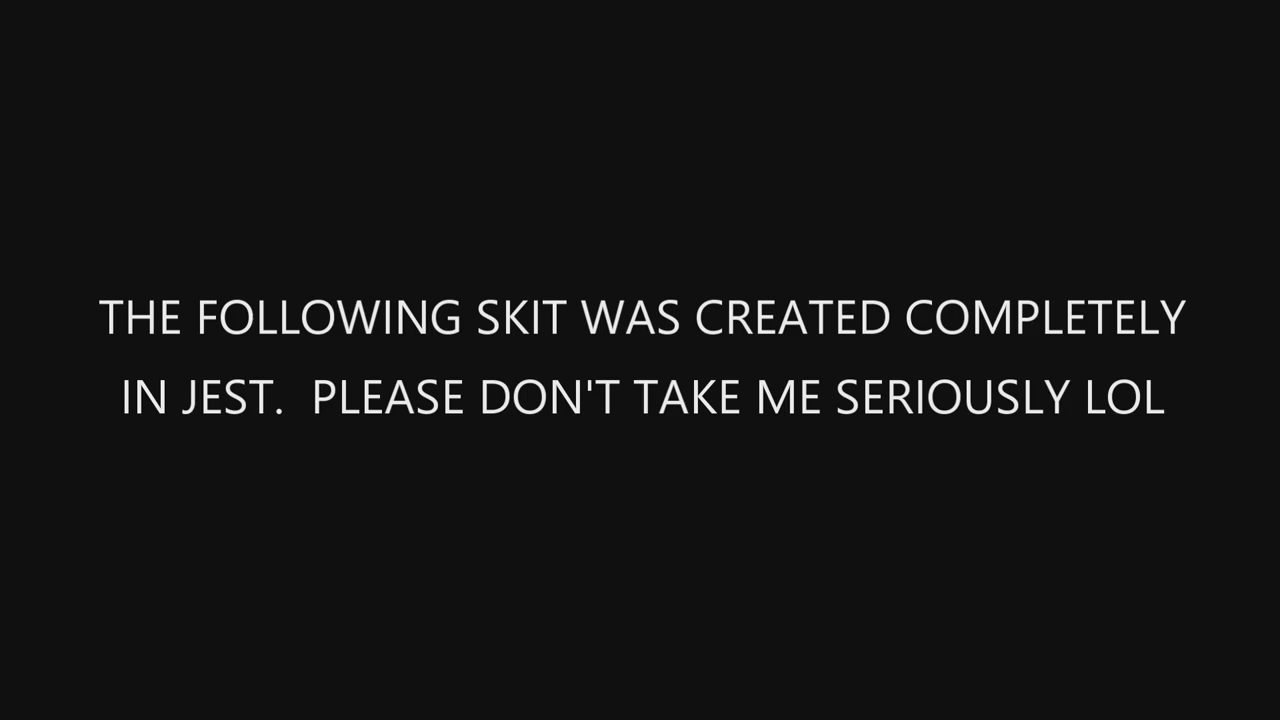 THE FOLLOWING SKIT WAS CREATED COMPLETELY
IN JEST.  PLEASE DON'T TAKE ME SERIOUSLY LOL